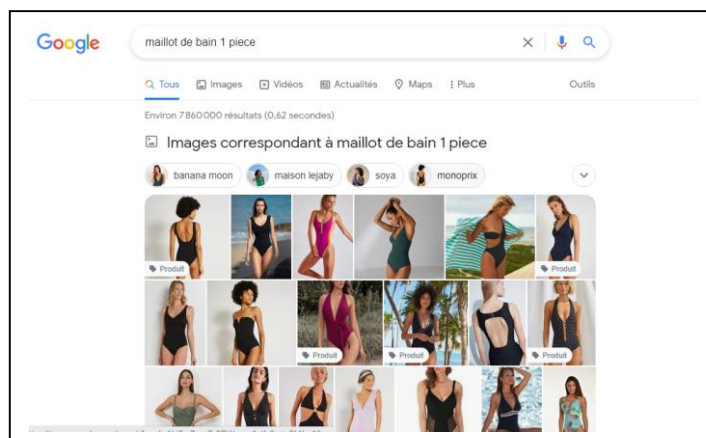 Google
maillot de bain 1 piece
Tous Images Vidéos Actualités Maps Plus Outils
Environ 7 860 000 résultats (0,62 secondes)
Images correspondant à maillot de bain 1 piece
banana moon maison lejaby soya monoprix
Produit Produit
Produit Produit Produit